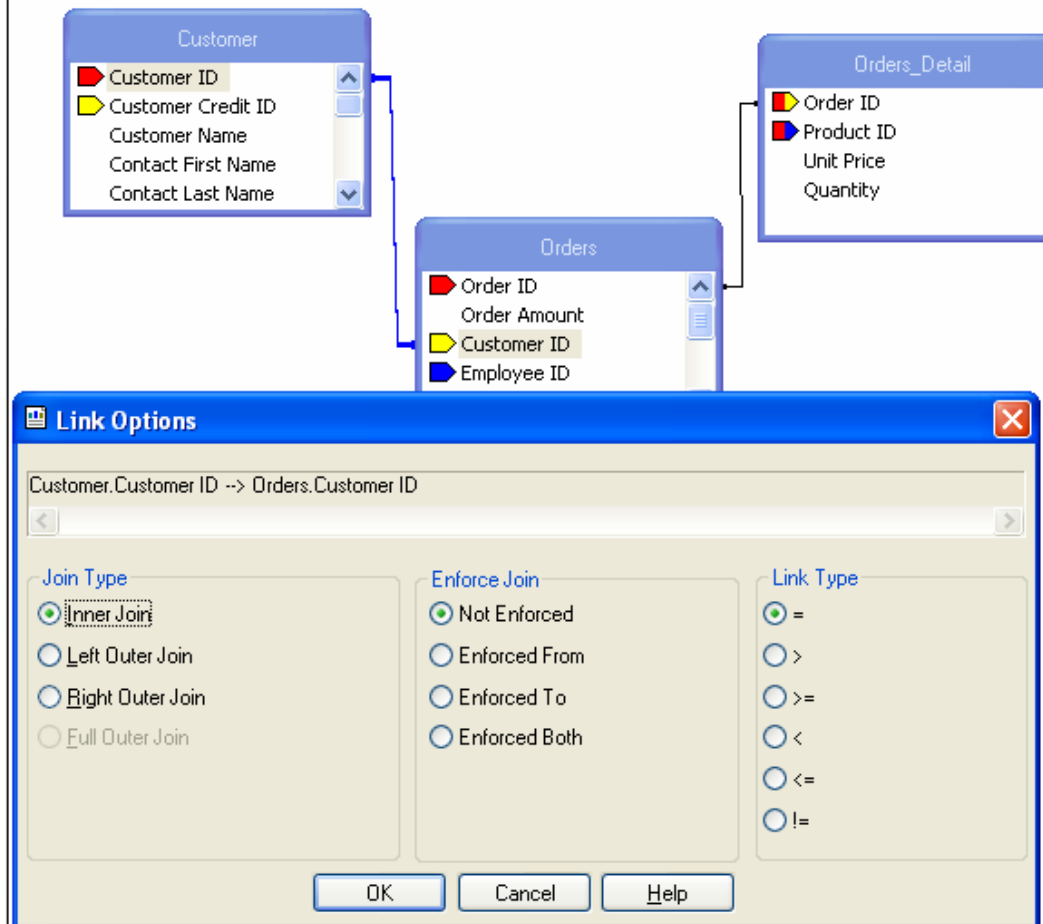 Customer
Customer ID
Customer Credit ID
Customer Name
Contact First Name
Contact Last Name
Orders_Detail
Order ID
Product ID
Unit Price
Quantity
Orders
Order ID
Order Amount
Customer ID
Employee ID
Link Options
Customer.Customer ID --> Orders.Customer ID
Join Type
Inner Join
Left Outer Join
Right Outer Join
Full Outer Join
Enforce Join
Not Enforced
Enforced From
Enforced To
Enforced Both
Link Type
=
>
>=
<
<=
!=
OK
Cancel
Help